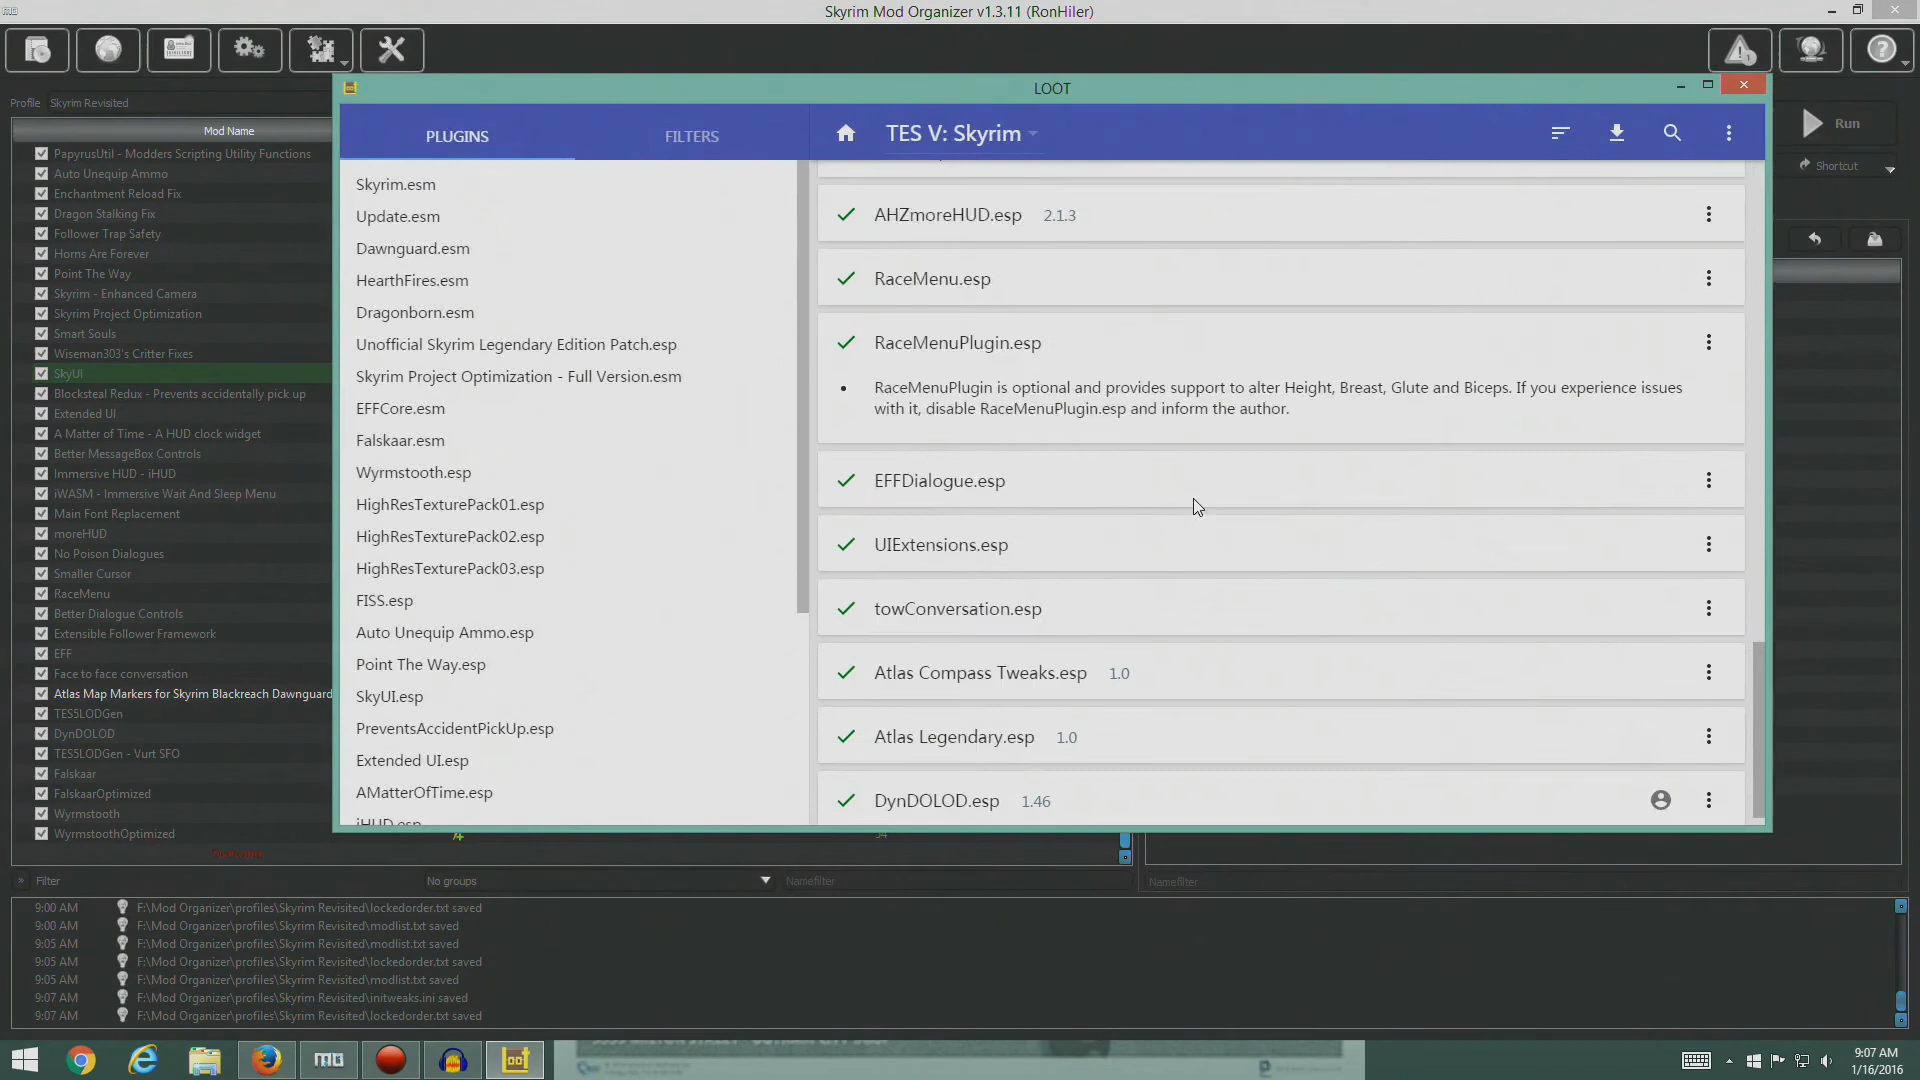 Skyrim Mod Organizer v1.3.11 (RonHiler)
Profile Skyrim Revisited
Mod Name
PapyrusUtil - Modders Scripting Utility Functions
Auto Unequip Ammo
Enchantment Reload Fix
Dragon Stalking Fix
Follower Trap Safety
Horns Are Forever
Point The Way
Skyrim - Enhanced Camera
Skyrim Project Optimization
Smart Souls
Wiseman303's Critter Fixes
SkyUI
Blocksteal Redux - Prevents accidentally pick up
Extended UI
A Matter of Time - A HUD clock widget
Better MessageBox Controls
Immersive HUD - iHUD
iWASM - Immersive Wait And Sleep Menu
Main Font Replacement
moreHUD
No Poison Dialogues
Smaller Cursor
RaceMenu
Better Dialogue Controls
Extensible Follower Framework
EFF
Face to face conversation
Atlas Map Markers for Skyrim Blackreach Dawnguard
TES5LODGen
DynDOLOD
TES5LODGen - Vurt SFO
Falskaar
FalskaarOptimized
Wyrmstooth
WyrmstoothOptimized
LOOT
PLUGINS
FILTERS
TES V: Skyrim
Skyrim.esm
Update.esm
Dawnguard.esm
HearthFires.esm
Dragonborn.esm
Unofficial Skyrim Legendary Edition Patch.esp
Skyrim Project Optimization - Full Version.esm
EFFCore.esm
Falskaar.esm
Wyrmstooth.esp
HighResTexturePack01.esp
HighResTexturePack02.esp
HighResTexturePack03.esp
FISS.esp
Auto Unequip Ammo.esp
Point The Way.esp
SkyUI.esp
PreventsAccidentPickUp.esp
Extended UI.esp
AMatterOfTime.esp
iHUD.esp
AHZmoreHUD.esp 2.1.3
RaceMenu.esp
RaceMenuPlugin.esp
• RaceMenuPlugin is optional and provides support to alter Height, Breast, Glute and Biceps. If you experience issues
with it, disable RaceMenuPlugin.esp and inform the author.
EFFDialogue.esp
UIExtensions.esp
towConversation.esp
Atlas Compass Tweaks.esp 1.0
Atlas Legendary.esp 1.0
DynDOLOD.esp 1.46
Run
Shortcut
Filter
No groups
Namefilter
Namefilter
9:00 AM F:\Mod Organizer\profiles\Skyrim Revisited\lockedorder.txt saved
9:00 AM F:\Mod Organizer\profiles\Skyrim Revisited\modlist.txt saved
9:05 AM F:\Mod Organizer\profiles\Skyrim Revisited\modlist.txt saved
9:05 AM F:\Mod Organizer\profiles\Skyrim Revisited\lockedorder.txt saved
9:05 AM F:\Mod Organizer\profiles\Skyrim Revisited\modlist.txt saved
9:07 AM F:\Mod Organizer\profiles\Skyrim Revisited\initweaks.ini saved
9:07 AM F:\Mod Organizer\profiles\Skyrim Revisited\lockedorder.txt saved
9:07 AM
1/16/2016